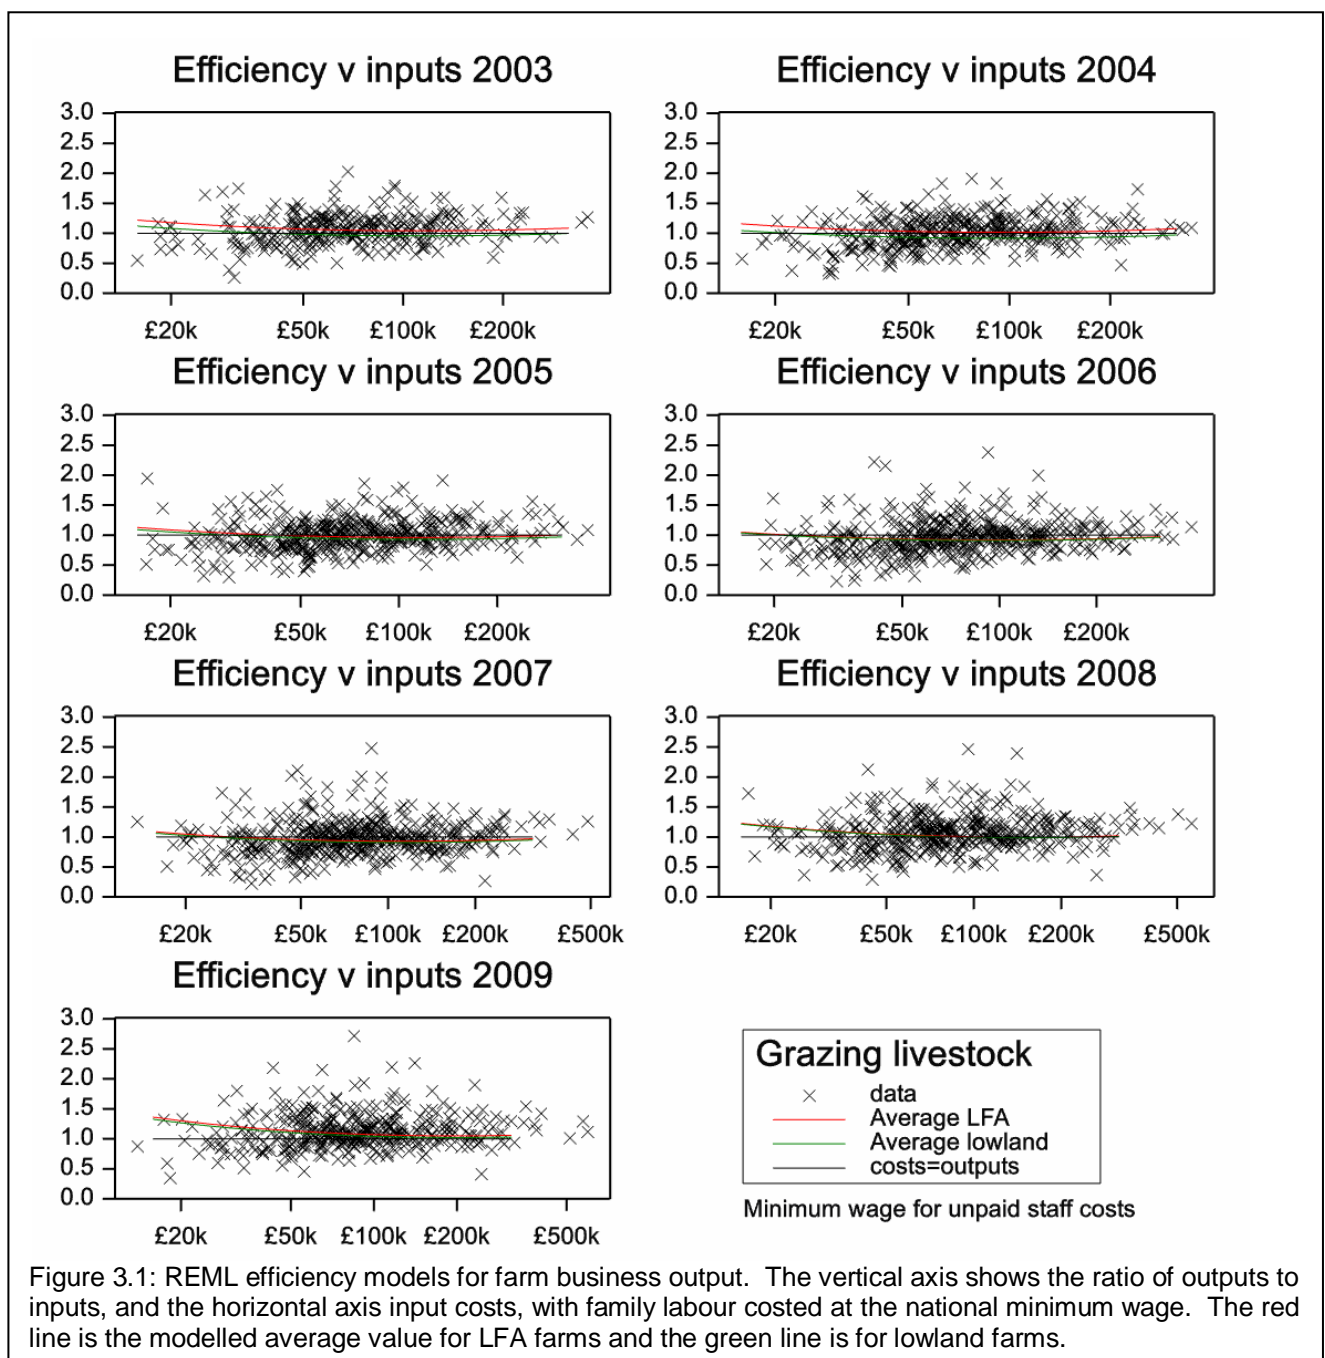 Efficiency v inputs 2003
3.0
2.5
2.0
1.5
1.0
0.5
0.0
£20k £50k £100k £200k
Efficiency v inputs 2004
3.0
2.5
2.0
1.5
1.0
0.5
0.0
£20k £50k £100k £200k
Efficiency v inputs 2005
3.0
2.5
2.0
1.5
1.0
0.5
0.0
£20k £50k £100k £200k
Efficiency v inputs 2006
3.0
2.5
2.0
1.5
1.0
0.5
0.0
£20k £50k £100k £200k
Efficiency v inputs 2007
3.0
2.5
2.0
1.5
1.0
0.5
0.0
£20k £50k £100k £200k £500k
Efficiency v inputs 2008
3.0
2.5
2.0
1.5
1.0
0.5
0.0
£20k £50k £100k £200k £500k
Efficiency v inputs 2009
3.0
2.5
2.0
1.5
1.0
0.5
0.0
£20k £50k £100k £200k £500k
Grazing livestock
data
Average LFA
Average lowland
costs=outputs
Minimum wage for unpaid staff costs
Figure 3.1: REML efficiency models for farm business output. The vertical axis shows the ratio of outputs to
inputs, and the horizontal axis input costs, with family labour costed at the national minimum wage. The red
line is the modelled average value for LFA farms and the green line is for lowland farms.